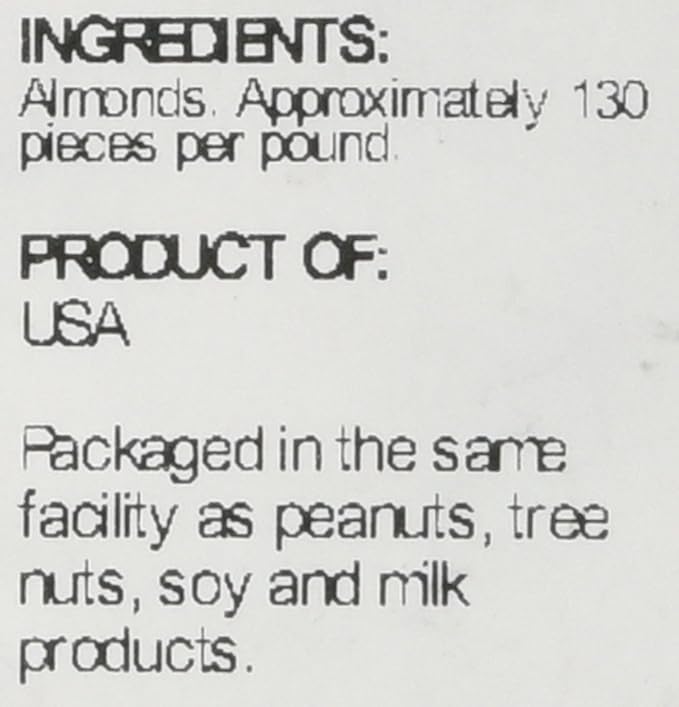 INGREDIENTS:
Almonds. Approximately 130
pieces per pound.
PRODUCT OF:
USA
Packaged in the same
facility as peanuts, tree
nuts, soy and milk
products.